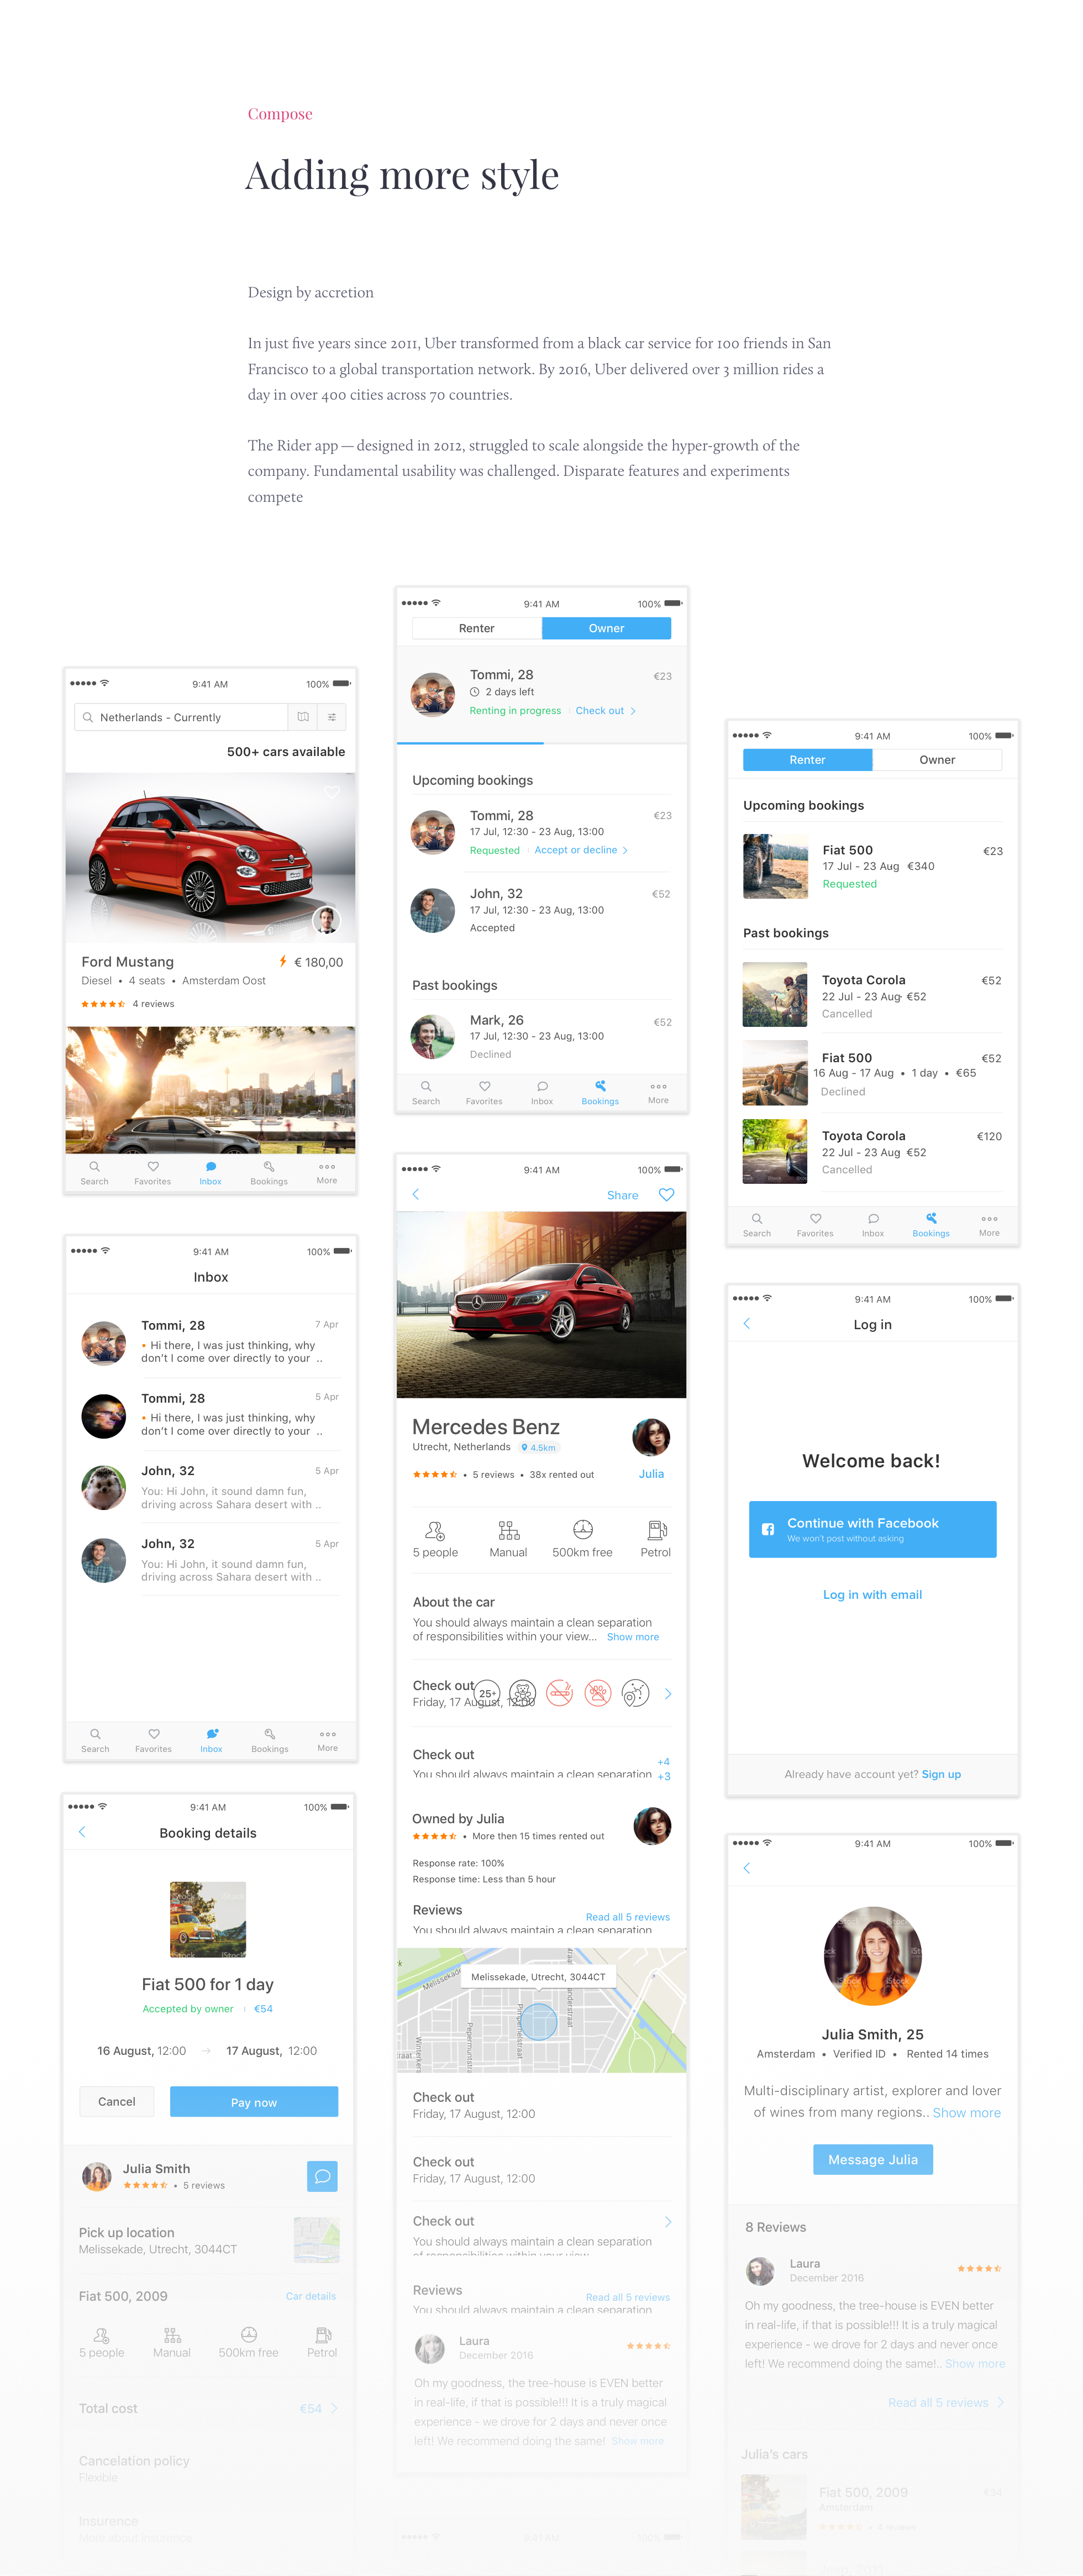 Compose
Adding more style
Design by accretion
In just five years since 2011, Uber transformed from a black car service for 100 friends in San
Francisco to a global transportation network. By 2016, Uber delivered over 3 million rides a
day in over 400 cities across 70 countries.
The Rider app — designed in 2012, struggled to scale alongside the hyper-growth of the
company. Fundamental usability was challenged. Disparate features and experiments
compete
9:41 AM 100%
Netherlands - Currently
500+ cars available
Ford Mustang € 180,00
Diesel • 4 seats • Amsterdam Oost
4 reviews
Search Favorites Inbox Bookings More
9:41 AM 100%
Inbox
Tommi, 28 7 Apr
• Hi there, I was just thinking, why
don't I come over directly to your ..
Tommi, 28 5 Apr
• Hi there, I was just thinking, why
don't I come over directly to your ..
John, 32 5 Apr
You: Hi John, it sound damn fun,
driving across Sahara desert with ..
John, 32 5 Apr
You: Hi John, it sound damn fun,
driving across Sahara desert with ..
Search Favorites Inbox Bookings More
9:41 AM 100%
Booking details
iStock
Fiat 500 for 1 day
Accepted by owner €54
16 August, 12:00 → 17 August, 12:00
Cancel Pay now
Julia Smith
• 5 reviews
Pick up location
Melissekade, Utrecht, 3044CT
Fiat 500, 2009 Car details
5 people Manual 500km free Petrol
Total cost €54
Cancelation policy
Flexible
Insurence
More about insurence
9:41 AM 100%
Renter Owner
Tommi, 28 €23
2 days left
Renting in progress Check out
Upcoming bookings
Tommi, 28 €23
17 Jul, 12:30 - 23 Aug, 13:00
Requested Accept or decline
John, 32 €52
17 Jul, 12:30 - 23 Aug, 13:00
Accepted
Past bookings
Mark, 26 €52
17 Jul, 12:30 - 23 Aug, 13:00
Declined
Search Favorites Inbox Bookings More
9:41 AM 100%
Share
Mercedes Benz
Utrecht, Netherlands 4.5km
• 5 reviews • 38x rented out Julia
5 people Manual 500km free Petrol
About the car
You should always maintain a clean separation
of responsibilities within your view... Show more
Check out 25+
Friday, 17 August, 12:00
Check out +4
You should always maintain a clean separation +3
Owned by Julia
• More then 15 times rented out
Response rate: 100%
Response time: Less than 5 hour
Reviews Read all 5 reviews
You should always maintain a clean separation
Melissekade, Utrecht, 3044CT
Melissekade
Pimpernelstraat
Pepermuntstra
Winterkers
Check out
Friday, 17 August, 12:00
Check out
Friday, 17 August, 12:00
Check out
You should always maintain a clean separation
of responsibilities within your view...
Reviews Read all 5 reviews
You should always maintain a clean separation
Laura
December 2016
Oh my goodness, the tree-house is EVEN better
in real-life, if that is possible!!! It is a truly magical
experience - we drove for 2 days and never once
left! We recommend doing the same! Show more
9:41 AM 100%
9:41 AM 100%
Renter Owner
Upcoming bookings
Fiat 500 €23
17 Jul - 23 Aug €340
Requested
Past bookings
Toyota Corola €52
22 Jul - 23 Aug €52
Cancelled
Fiat 500 €52
16 Aug - 17 Aug • 1 day • €65
Declined
Toyota Corola €120
22 Jul - 23 Aug €52
Cancelled
Search Favorites Inbox Bookings More
9:41 AM 100%
Log in
Welcome back!
Continue with Facebook
We won't post without asking
Log in with email
Already have account yet? Sign up
9:41 AM 100%
iStock
Julia Smith, 25
Amsterdam • Verified ID • Rented 14 times
Multi-disciplinary artist, explorer and lover
of wines from many regions.. Show more
Message Julia
8 Reviews
Laura
December 2016
Oh my goodness, the tree-house is EVEN better
in real-life, if that is possible!!! It is a truly magical
experience - we drove for 2 days and never once
left! We recommend doing the same!.. Show more
Read all 5 reviews
Julia's cars
Fiat 500, 2009 €34
Amsterdam